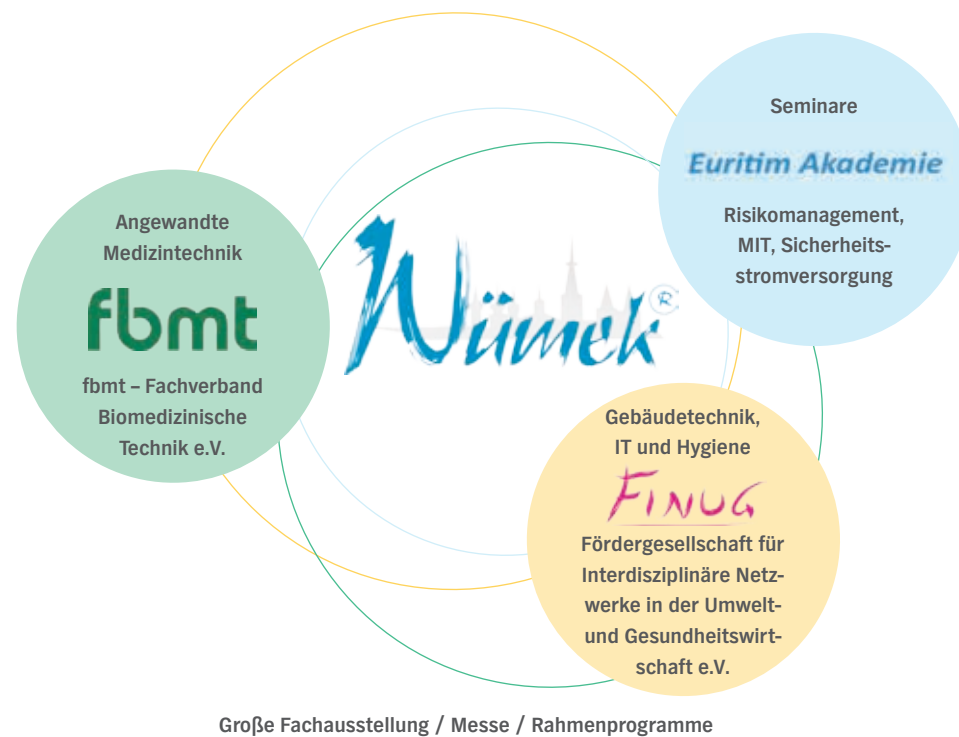 Seminare
Euritim Akademie
Risikomanagement,
MIT, Sicherheits-
stromversorgung
Angewandte
Medizintechnik
fbmt
fbmt – Fachverband
Biomedizinische
Technik e.V.
Wümek ®
Gebäudetechnik,
IT und Hygiene
FINUG
Fördergesellschaft für
Interdisziplinäre Netz-
werke in der Umwelt-
und Gesundheitswirt-
schaft e.V.
Große Fachausstellung / Messe / Rahmenprogramme